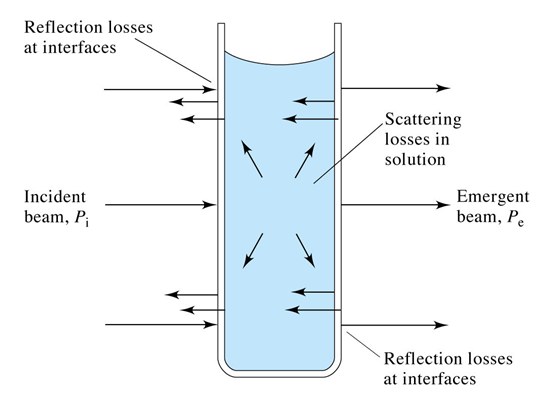 Reflection losses
at interfaces
Scattering
losses in
solution
Incident
beam, Pi
Emergent
beam, Pe
Reflection losses
at interfaces